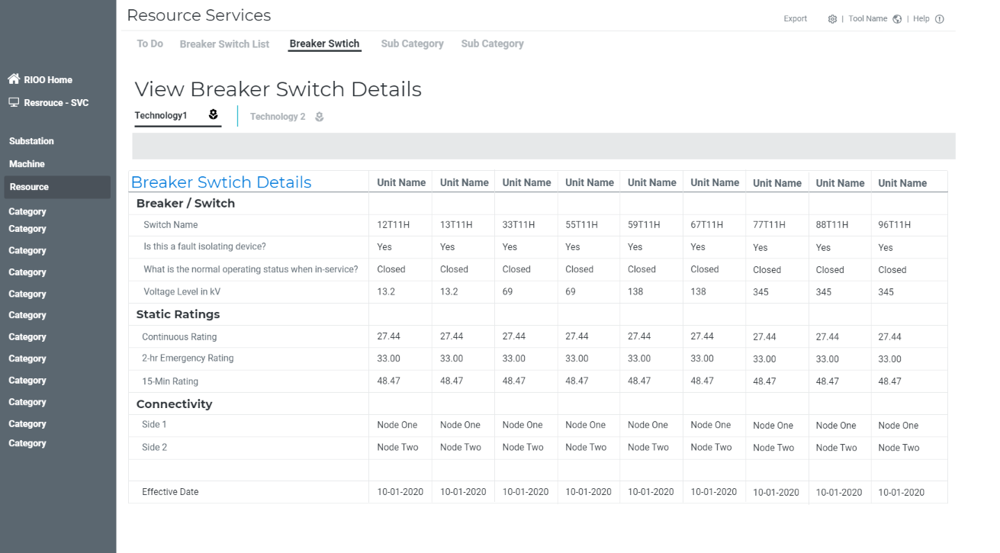 Resource Services
Export | Tool Name | Help
To Do Breaker Switch List Breaker Swtich Sub Category Sub Category
RIOO Home
Resrouce - SVC
Substation
Machine
Resource
Category
Category
Category
Category
Category
Category
Category
Category
Category
Category
Category
Category
View Breaker Switch Details
Technology1 Technology 2
Breaker Swtich Details Unit Name Unit Name Unit Name Unit Name Unit Name Unit Name Unit Name Unit Name Unit Name
Breaker / Switch
Switch Name 12T11H 13T11H 33T11H 55T11H 59T11H 67T11H 77T11H 88T11H 96T11H
Is this a fault isolating device? Yes Yes Yes Yes Yes Yes Yes Yes Yes
What is the normal operating status when in-service? Closed Closed Closed Closed Closed Closed Closed Closed Closed
Voltage Level in kV 13.2 13.2 69 69 138 138 345 345 345
Static Ratings
Continuous Rating 27.44 27.44 27.44 27.44 27.44 27.44 27.44 27.44 27.44
2-hr Emergency Rating 33.00 33.00 33.00 33.00 33.00 33.00 33.00 33.00 33.00
15-Min Rating 48.47 48.47 48.47 48.47 48.47 48.47 48.47 48.47 48.47
Connectivity
Side 1 Node One Node One Node One Node One Node One Node One Node One Node One Node One
Side 2 Node Two Node Two Node Two Node Two Node Two Node Two Node Two Node Two Node Two
Effective Date 10-01-2020 10-01-2020 10-01-2020 10-01-2020 10-01-2020 10-01-2020 10-01-2020 10-01-2020 10-01-2020